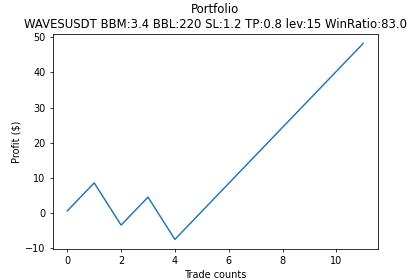 Portfolio
WAVESUSDT BBM:3.4 BBL:220 SL:1.2 TP:0.8 lev:15 WinRatio:83.0
50
40
30
20
10
0
−10
Profit ($)
0 2 4 6 8 10
Trade counts